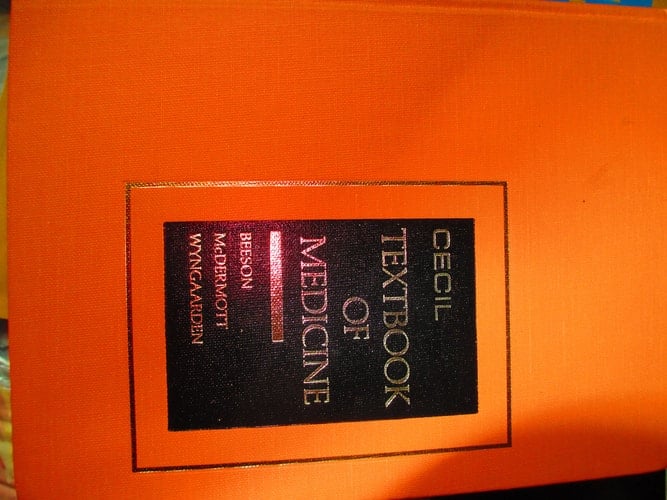 CECIL
TEXTBOOK
OF
MEDICINE
BEESON
McDERMOTT
WYNGAARDEN